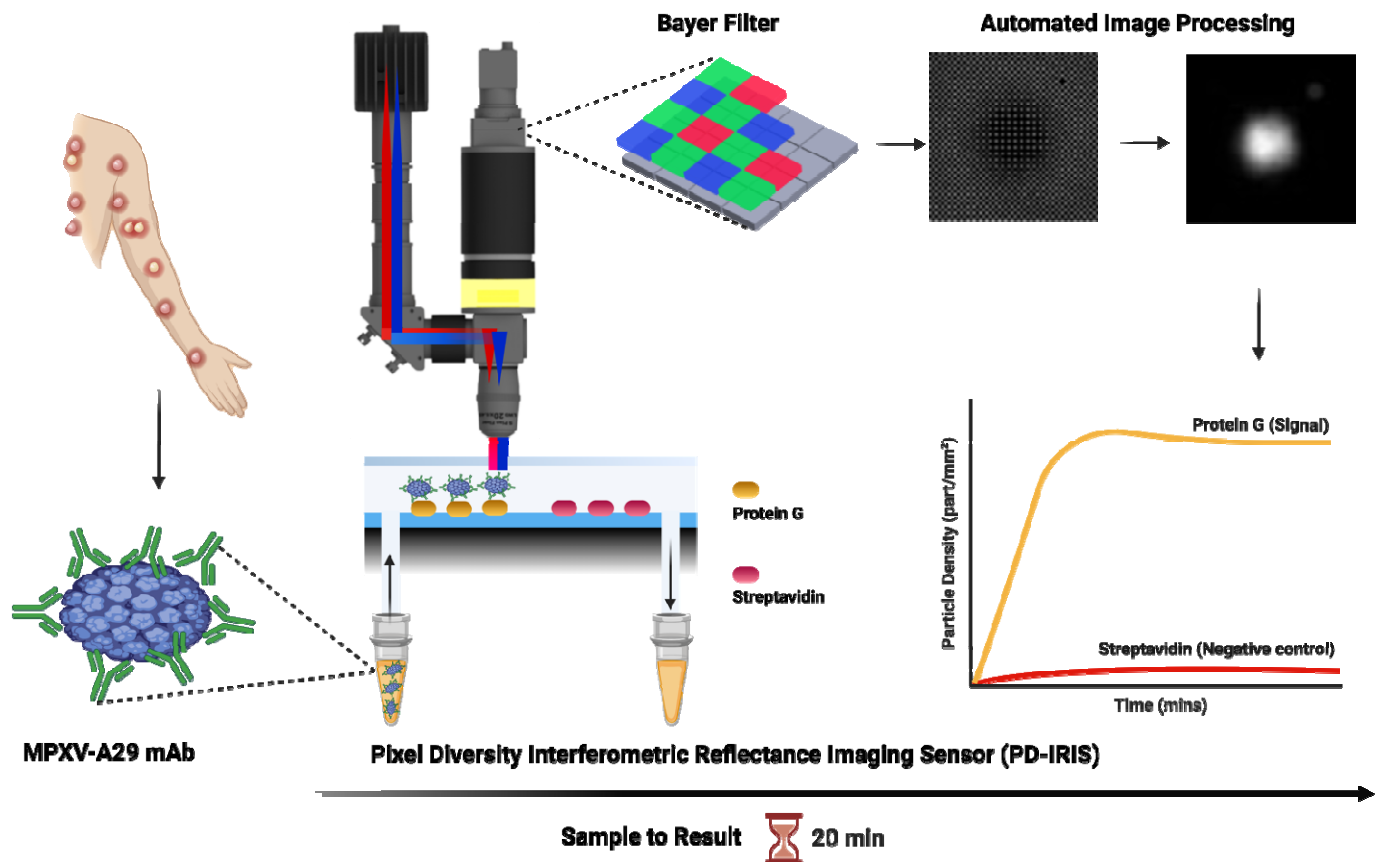 Bayer Filter
Automated Image Processing
Protein G
Streptavidin
Protein G (Signal)
Streptavidin (Negative control)
Particle Density (part/mm²)
Time (mins)
MPXV-A29 mAb
Pixel Diversity Interferometric Reflectance Imaging Sensor (PD-IRIS)
Sample to Result
20 min